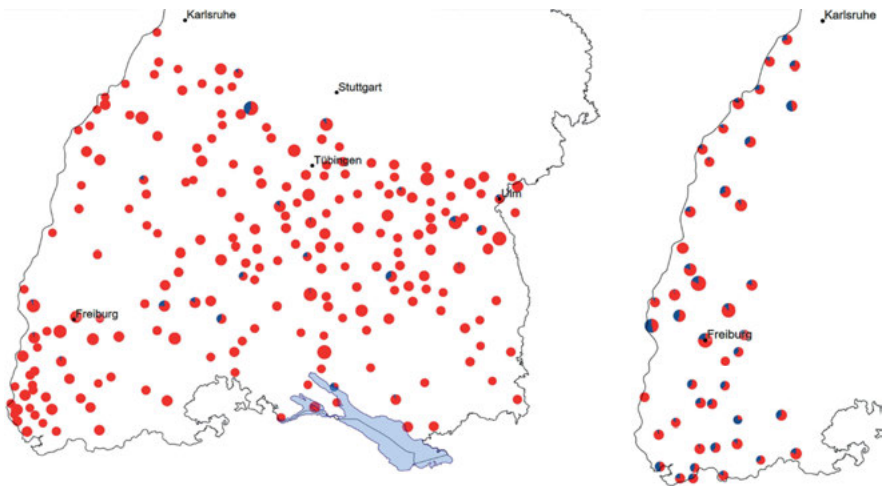 Karlsruhe
Stuttgart
Tübingen
Ulm
Freiburg
Karlsruhe
Freiburg